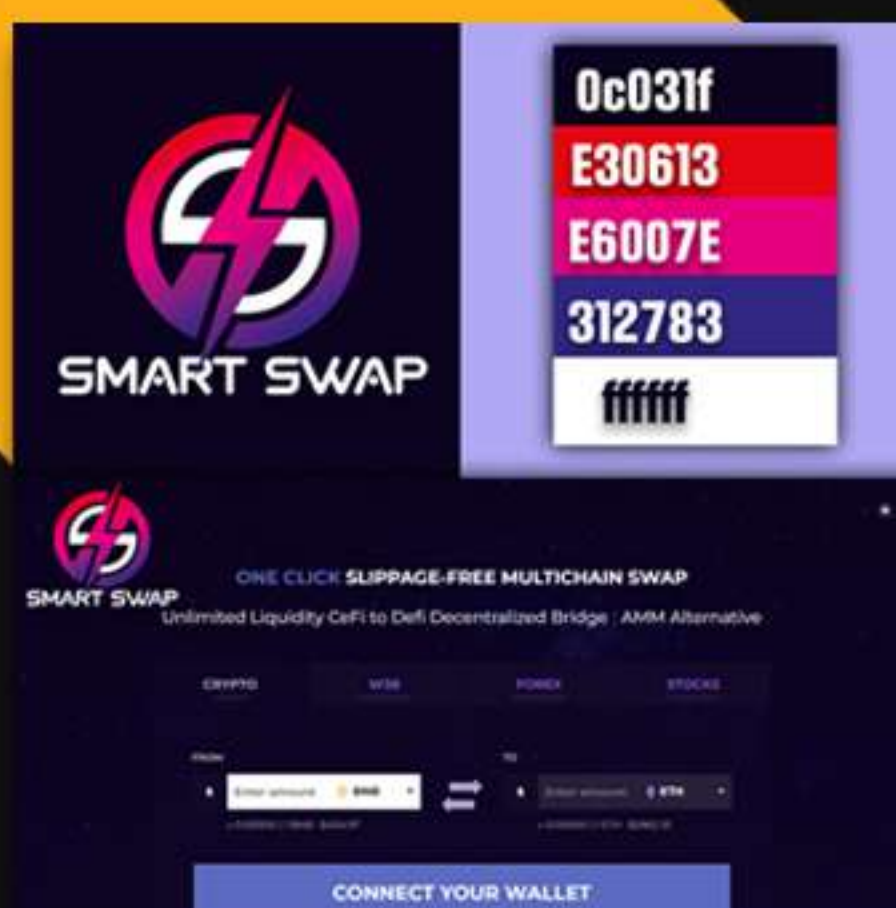 SMART SWAP
0c031f
E30613
E6007E
312783
ffffff
SMART SWAP
ONE CLICK SLIPPAGE-FREE MULTICHAIN SWAP
Unlimited Liquidity CeFi to Defi Decentralized Bridge : AMM Alternative
CRYPTO
FOREX
STOCKS
FROM
TO
Enter amount BNB
Enter amount ETH
CONNECT YOUR WALLET